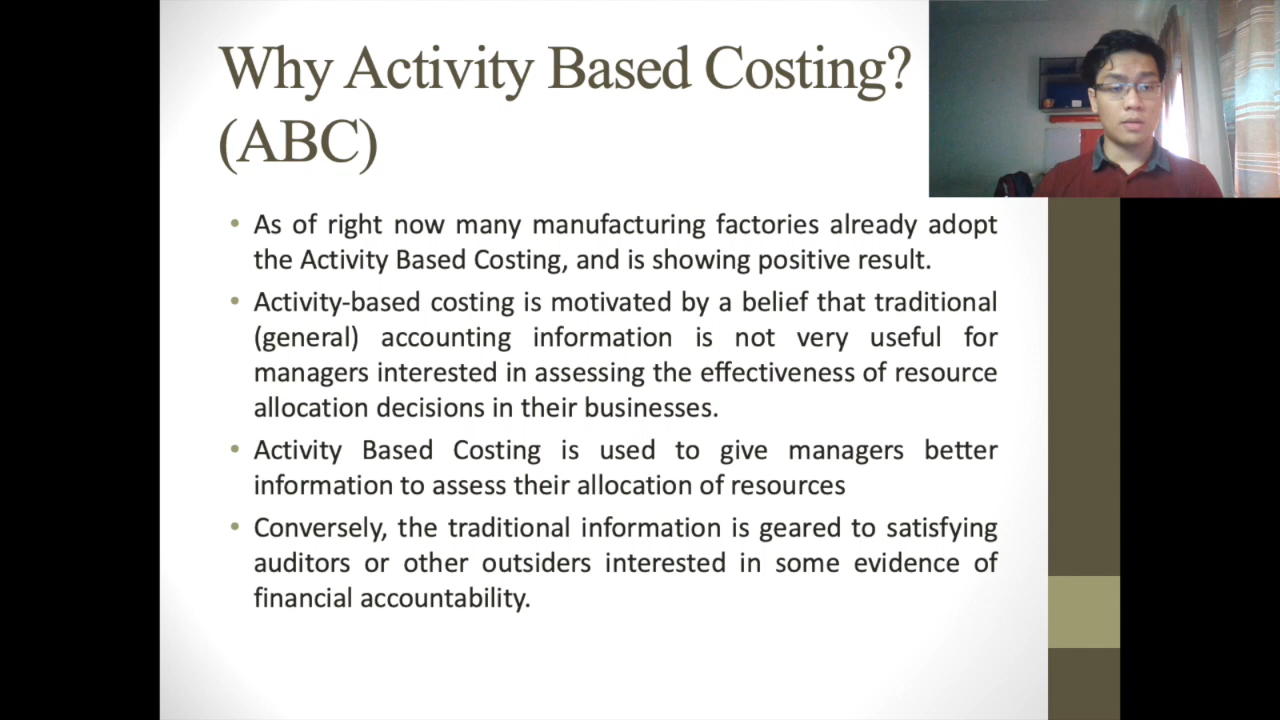 Why Activity Based Costing?
(ABC)
• As of right now many manufacturing factories already adopt
the Activity Based Costing, and is showing positive result.
• Activity-based costing is motivated by a belief that traditional
(general) accounting information is not very useful for
managers interested in assessing the effectiveness of resource
allocation decisions in their businesses.
• Activity Based Costing is used to give managers better
information to assess their allocation of resources
• Conversely, the traditional information is geared to satisfying
auditors or other outsiders interested in some evidence of
financial accountability.